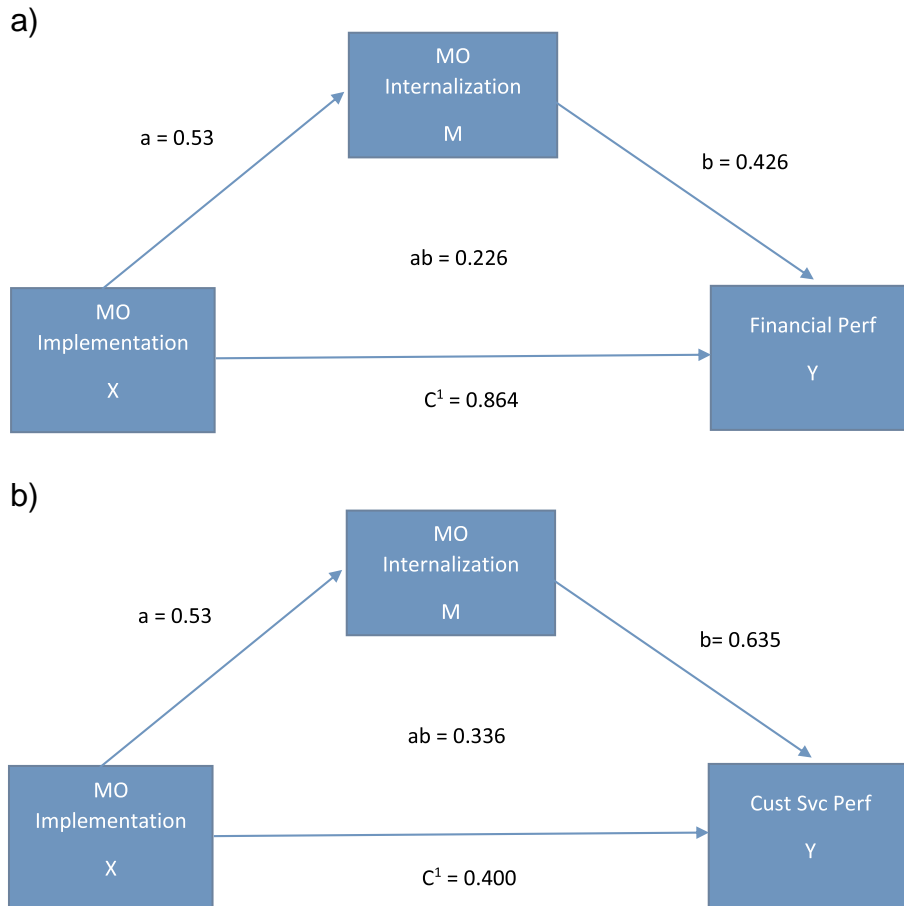 a)
MO
Internalization
M
a = 0.53
b = 0.426
ab = 0.226
MO
Implementation
X
Financial Perf
Y
C¹ = 0.864
b)
MO
Internalization
M
a = 0.53
b= 0.635
ab = 0.336
MO
Implementation
X
Cust Svc Perf
Y
C¹ = 0.400